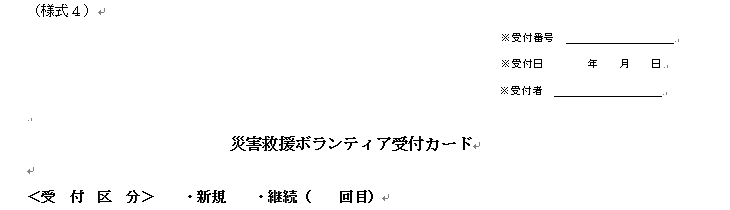 （様式４）
※受付番号
※受付日　　　　年　　月　　日
※受付者
災害救援ボランティア受付カード
＜受　付　区　分＞　　・新規　　・継続（　　回目）